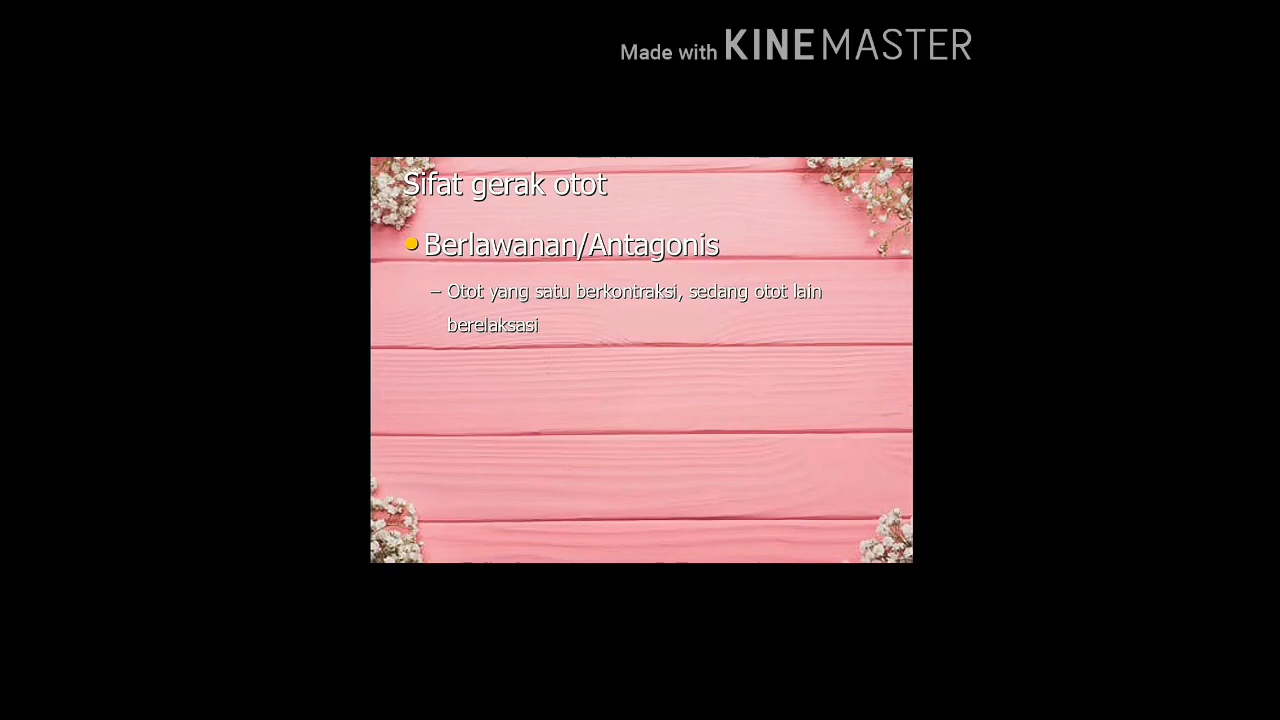 Made with KINEMASTER
Sifat gerak otot
• Berlawanan/Antagonis
– Otot yang satu berkontraksi, sedang otot lain
berelaksasi